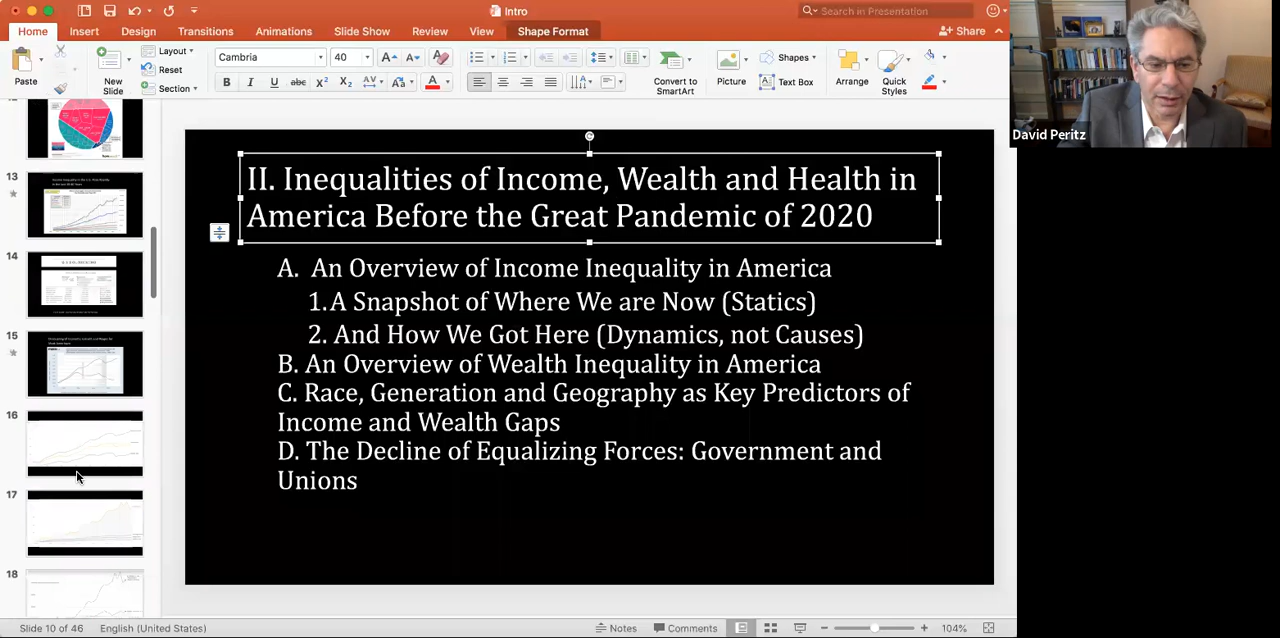 Intro
Search in Presentation
Home
Insert
Design
Transitions
Animations
Slide Show
Review
View
Shape Format
Share
Paste
New
Slide
Layout
Reset
Section
Cambria
40
B I U abc X² X₂ AV Aa A
Convert to
SmartArt
Picture
Shapes
Text Box
Arrange
Quick
Styles
David Peritz
13
14
15
16
17
18
II. Inequalities of Income, Wealth and Health in
America Before the Great Pandemic of 2020
A. An Overview of Income Inequality in America
1. A Snapshot of Where We are Now (Statics)
2. And How We Got Here (Dynamics, not Causes)
B. An Overview of Wealth Inequality in America
C. Race, Generation and Geography as Key Predictors of
Income and Wealth Gaps
D. The Decline of Equalizing Forces: Government and
Unions
Slide 10 of 46
English (United States)
Notes
Comments
104%